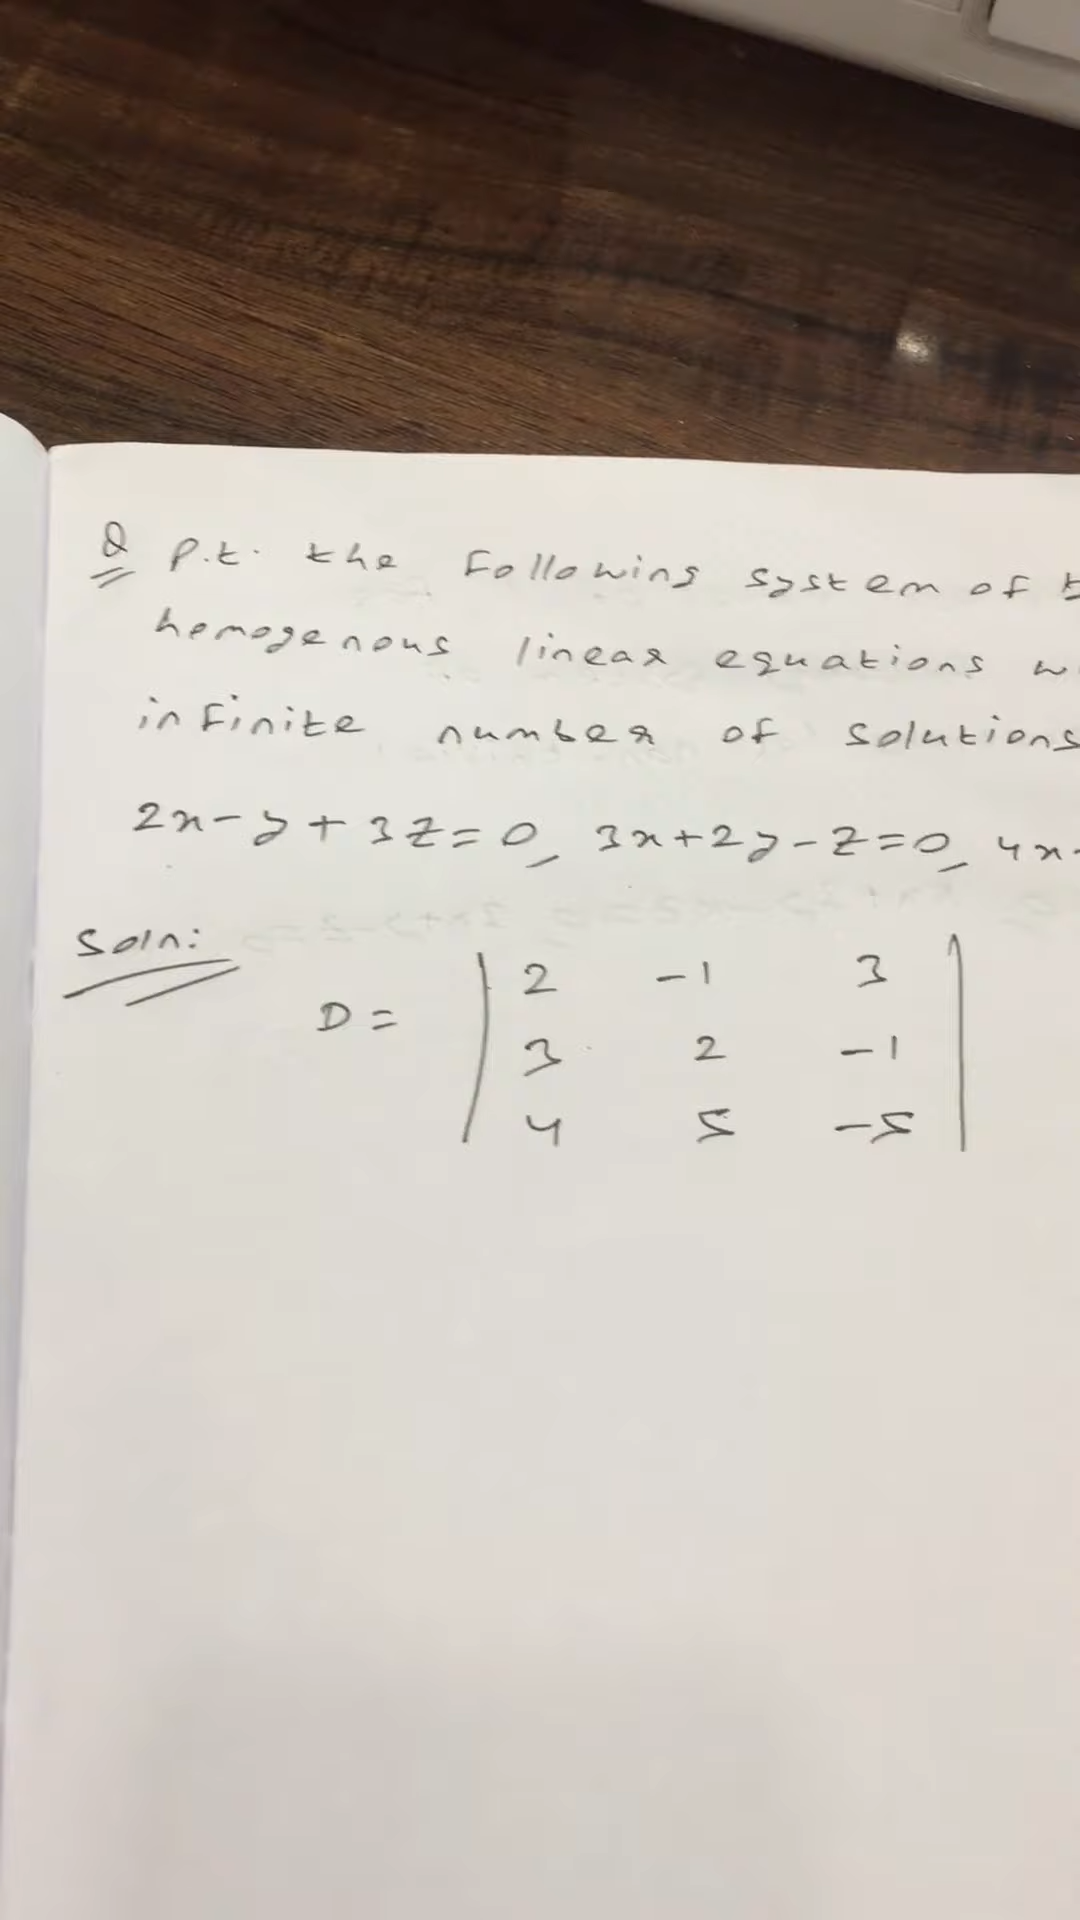 Q P.t. the Following system of
homogenous linear equations
infinite number of solutions
2x-y+3z=0, 3x+2y-z=0, 4x-
Soln:
D = | 2 -1 3 |
3 2 -1
4 5 -5